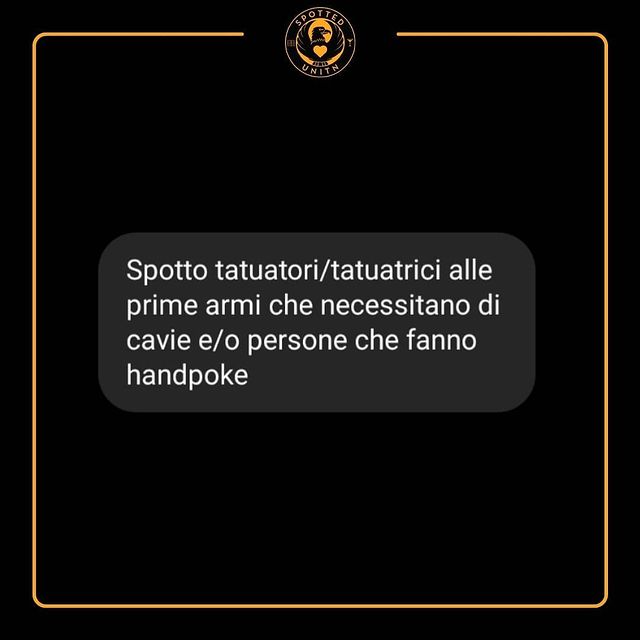 SPOTTED
UNITN
Spotto tatuatori/tatuatrici alle
prime armi che necessitano di
cavie e/o persone che fanno
handpoke